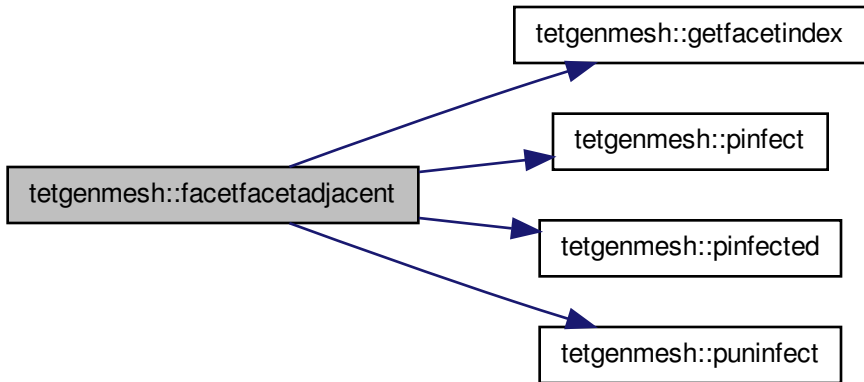 tetgenmesh::getfacetindex
tetgenmesh::pinfect
tetgenmesh::facetfacetadjacent
tetgenmesh::pinfected
tetgenmesh::puninfect